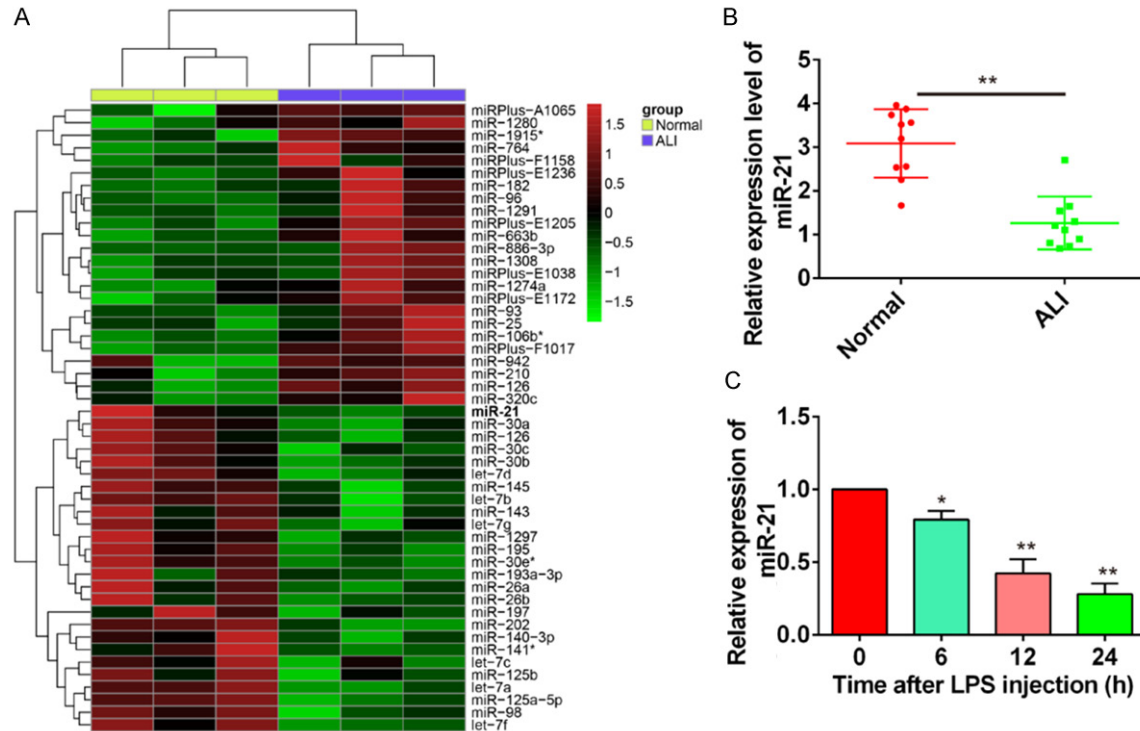 A
miRPlus-A1065
miR-1280
miR-1915*
miR-764
miRPlus-F1158
miRPlus-E1236
miR-182
miR-96
miR-1291
miRPlus-E1205
miR-663b
miR-886-3p
miR-1308
miRPlus-E1038
miR-1274a
miRPlus-E1172
miR-93
miR-25
miR-106b*
miRPlus-F1017
miR-942
miR-210
miR-126
miR-320c
miR-21
miR-30a
miR-126
miR-30c
miR-30b
let-7d
miR-145
let-7b
miR-143
let-7g
miR-1297
miR-195
miR-30e*
miR-193a-3p
miR-26a
miR-26b
miR-197
miR-202
miR-140-3p
miR-141*
let-7c
miR-125b
let-7a
miR-125a-5p
miR-98
let-7f
1.5
1
0.5
0
-0.5
-1
-1.5
group
Normal
ALI
B
Relative expression level of
miR-21
5
4
3
2
1
0
**
Normal
ALI
C
Relative expression of
miR-21
1.5
1.0
0.5
0.0
*
**
**
0 6 12 24
Time after LPS injection (h)